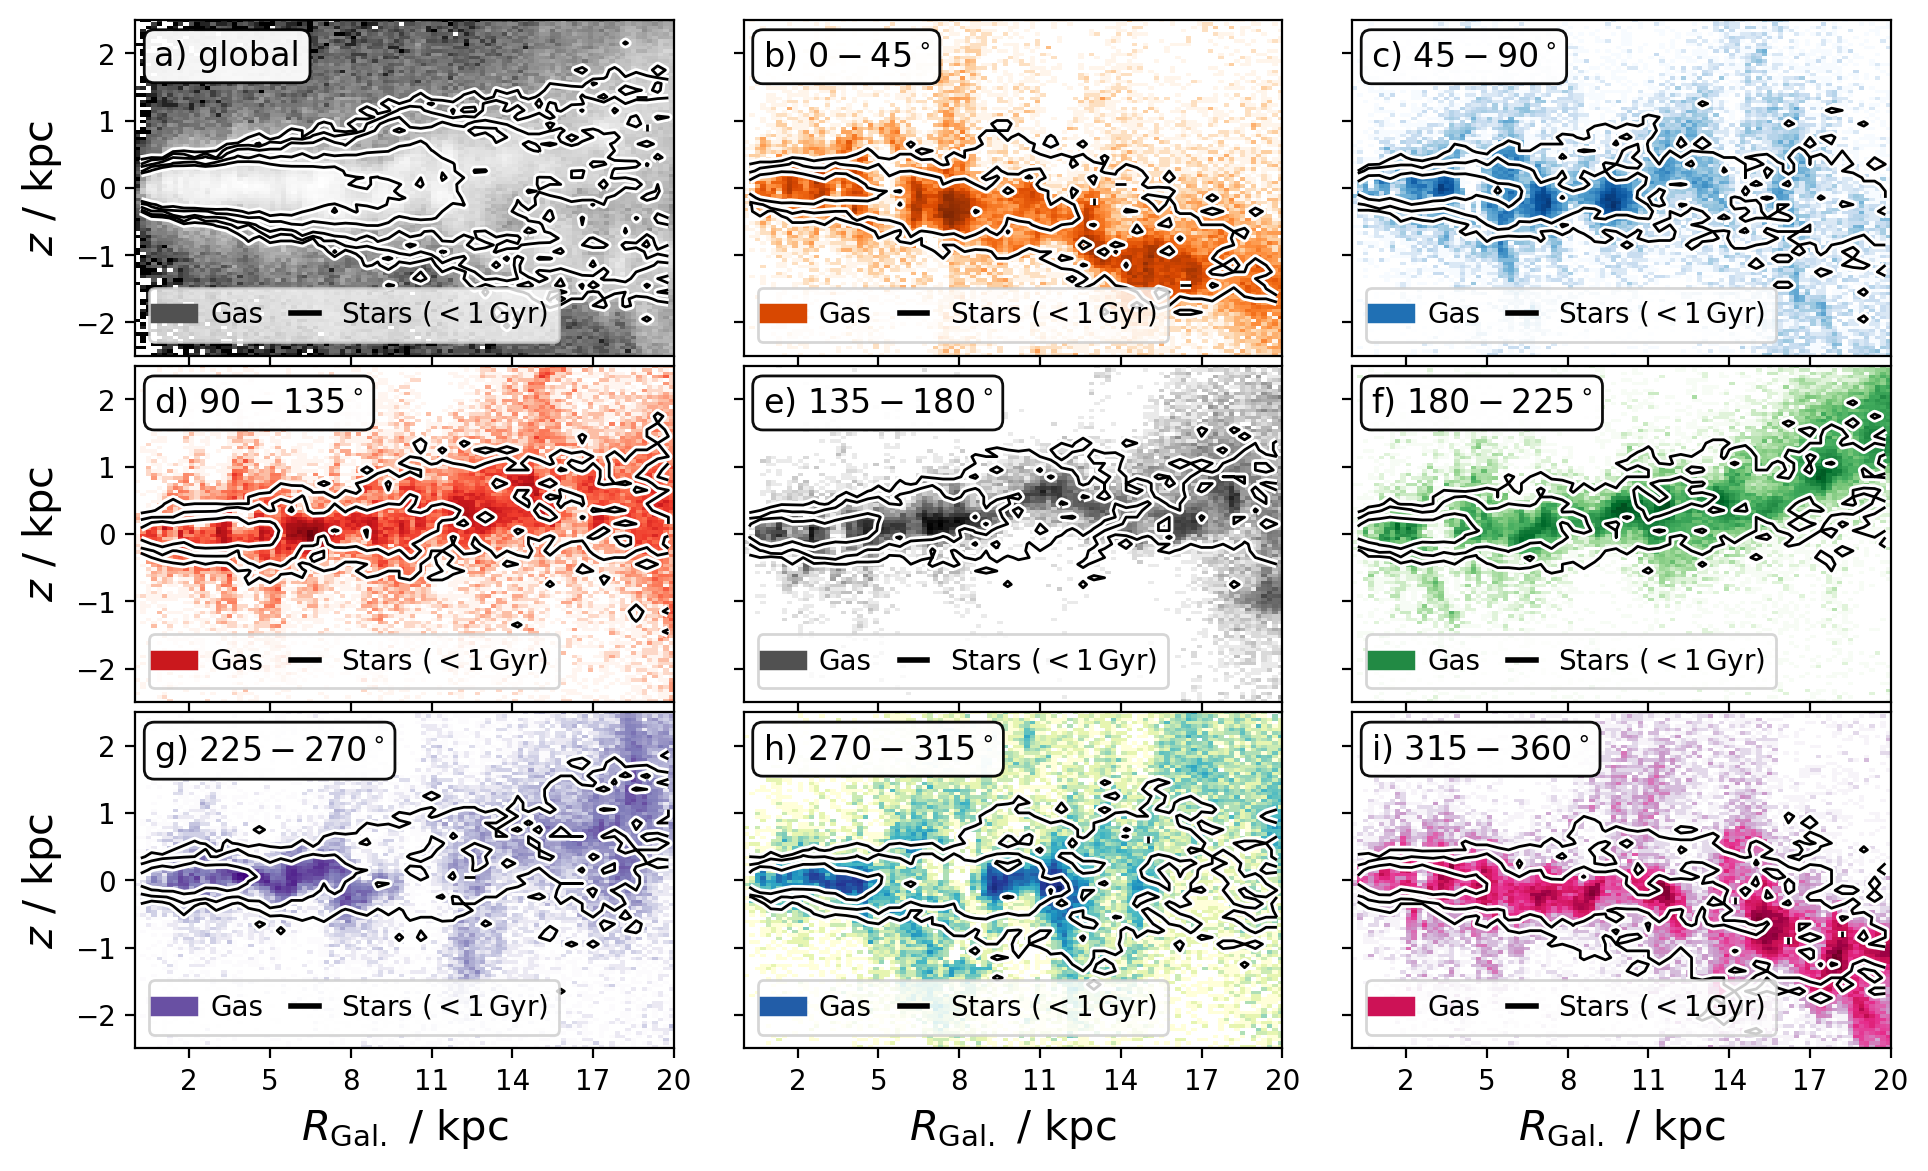 a) global
b) 0 − 45°
c) 45 − 90°
2
1
0
−1
−2
z / kpc
Gas Stars (< 1 Gyr)
Gas Stars (< 1 Gyr)
Gas Stars (< 1 Gyr)
d) 90 − 135°
e) 135 − 180°
f) 180 − 225°
2
1
0
−1
−2
z / kpc
Gas Stars (< 1 Gyr)
Gas Stars (< 1 Gyr)
Gas Stars (< 1 Gyr)
g) 225 − 270°
h) 270 − 315°
i) 315 − 360°
2
1
0
−1
−2
z / kpc
Gas Stars (< 1 Gyr)
Gas Stars (< 1 Gyr)
Gas Stars (< 1 Gyr)
2 5 8 11 14 17 20
2 5 8 11 14 17 20
2 5 8 11 14 17 20
R_Gal. / kpc
R_Gal. / kpc
R_Gal. / kpc